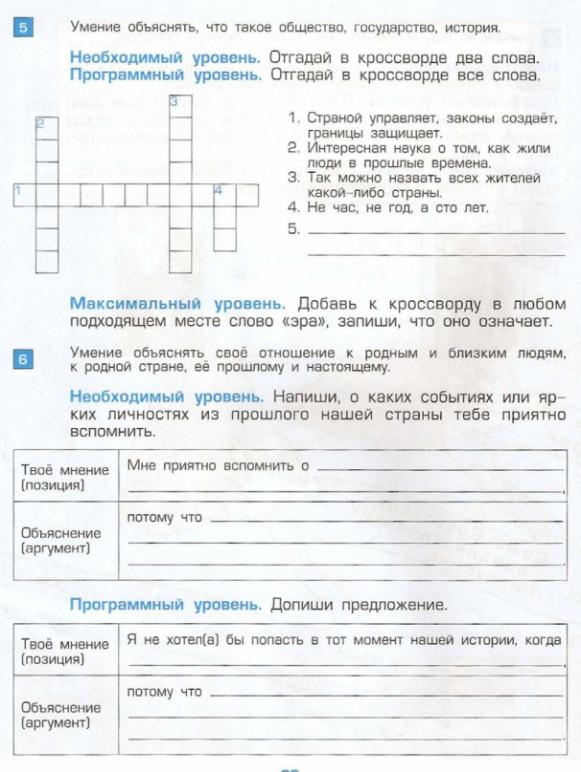 5
Умение объяснять, что такое общество, государство, история.
Необходимый уровень. Отгадай в кроссворде два слова.
Программный уровень. Отгадай в кроссворде все слова.
3
2
1
4
1. Страной управляет, законы создаёт,
границы защищает.
2. Интересная наука о том, как жили
люди в прошлые времена.
3. Так можно назвать всех жителей
какой-либо страны.
4. Не час, не год, а сто лет.
5.
Максимальный уровень. Добавь к кроссворду в любом
подходящем месте слово «эра», запиши, что оно означает.
6
Умение объяснять своё отношение к родным и близким людям,
к родной стране, её прошлому и настоящему.
Необходимый уровень. Напиши, о каких событиях или яр-
ких личностях из прошлого нашей страны тебе приятно
вспомнить.
Твоё мнение
(позиция)
Мне приятно вспомнить о
Объяснение
(аргумент)
потому что
Программный уровень. Допиши предложение.
Твоё мнение
(позиция)
Я не хотел(а) бы попасть в тот момент нашей истории, когда
Объяснение
(аргумент)
потому что